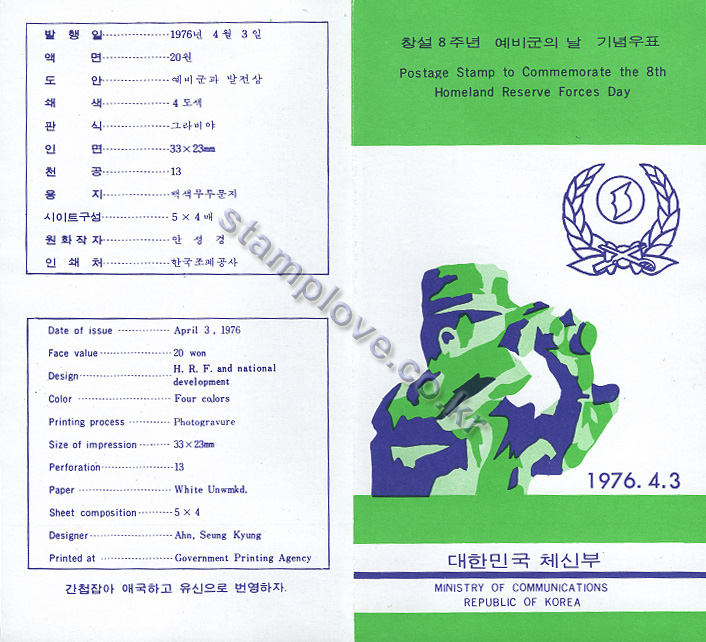 발 행 일 1976년 4월 3일
액 면 20원
도 안 예비군과 발전상
쇄 색 4도색
판 식 그라비야
인 면 33×23mm
천 공 13
용 지 백색무투문지
시이트구성 5×4매
원화작자 안 성 경
인 쇄 처 한국조폐공사
Date of issue April 3, 1976
Face value 20 won
Design H. R. F. and national
development
Color Four calors
Printing process Photogravure
Size of impression 33×23mm
Perforation 13
Paper White Unwmkd.
Sheet composition 5×4
Designer Ahn, Seung Kyung
Printed at Government Printing Agency
간첩잡아 애국하고 유신으로 번영하자.
창설 8주년 예비군의 날 기념우표
Postage Stamp to Commemorate the 8th
Homeland Reserve Forces Day
1976. 4.3
대한민국 체신부
MINISTRY OF COMMUNICATIONS
REPUBLIC OF KOREA
stamplove.co.kr